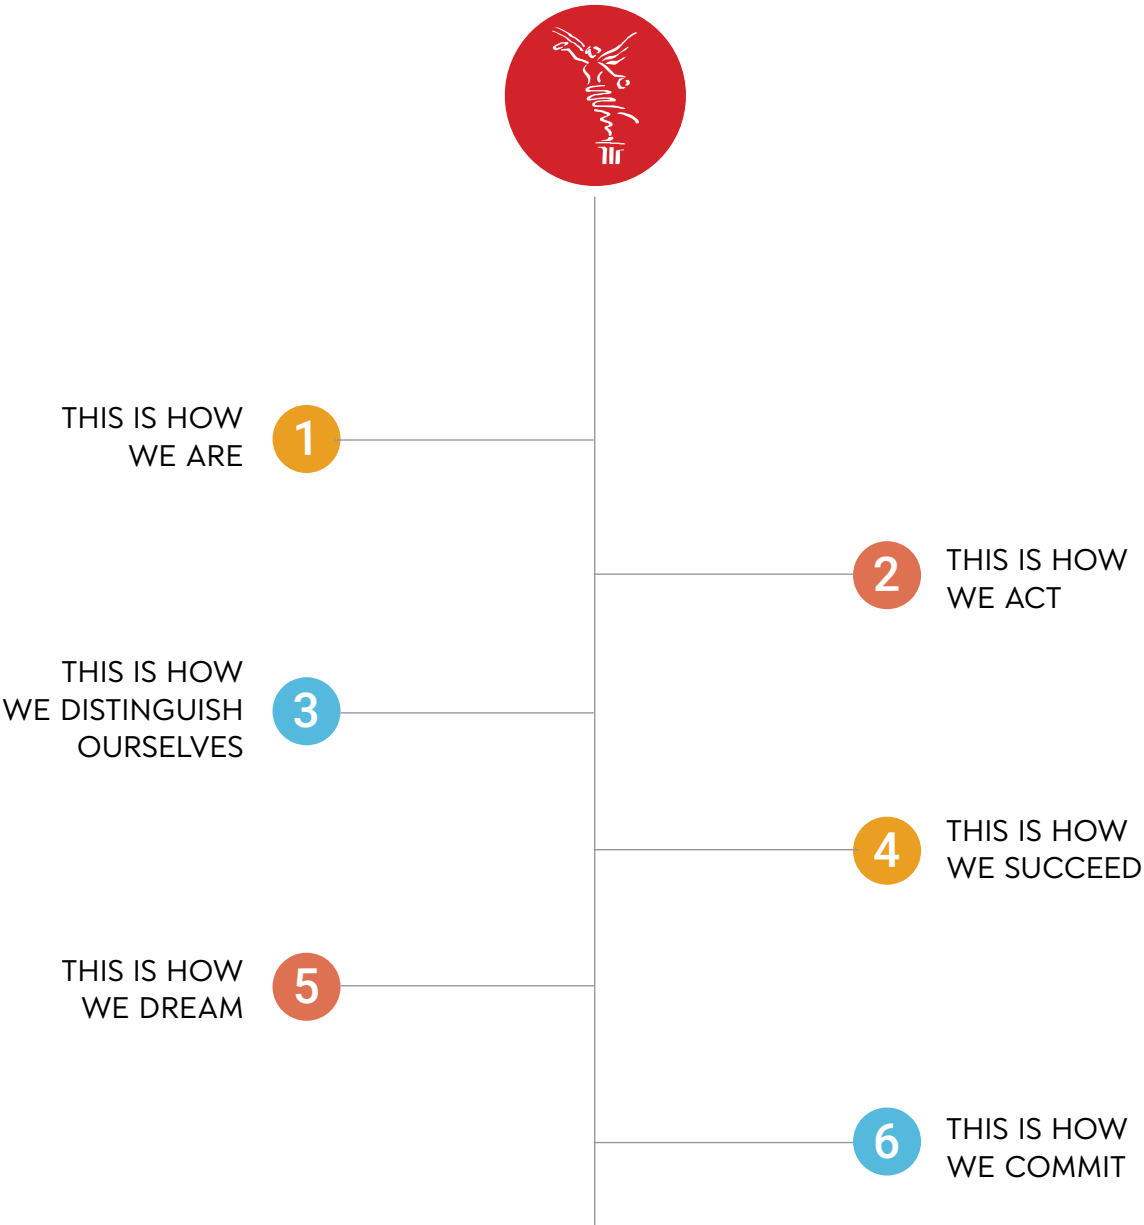 1
THIS IS HOW
WE ARE
2
THIS IS HOW
WE ACT
3
THIS IS HOW
WE DISTINGUISH
OURSELVES
4
THIS IS HOW
WE SUCCEED
5
THIS IS HOW
WE DREAM
6
THIS IS HOW
WE COMMIT